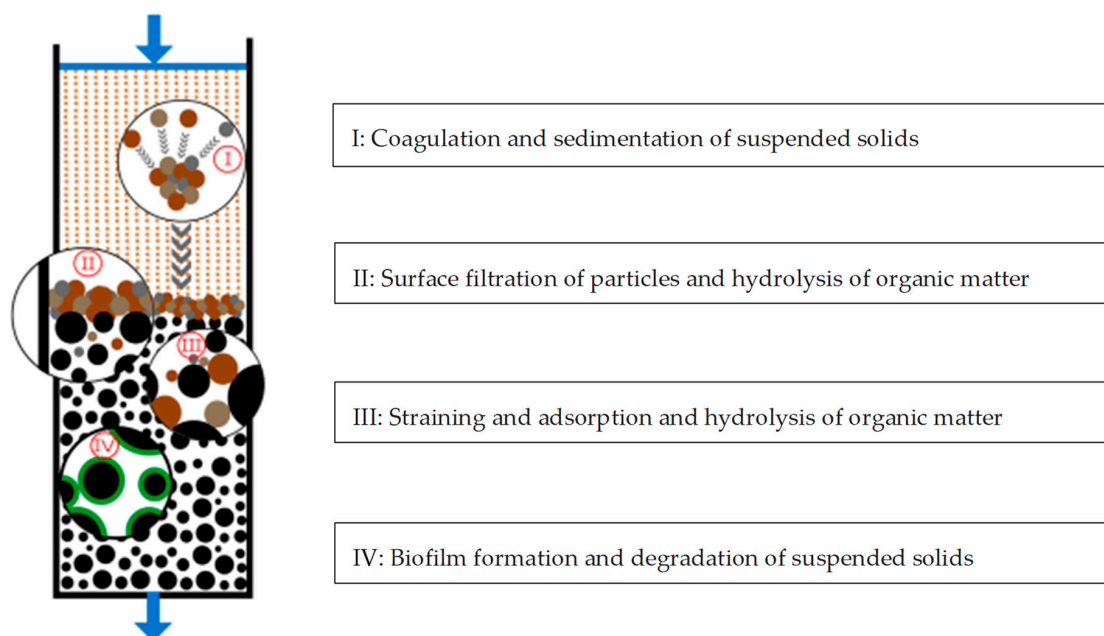 I
I: Coagulation and sedimentation of suspended solids
II
II: Surface filtration of particles and hydrolysis of organic matter
III
III: Straining and adsorption and hydrolysis of organic matter
IV
IV: Biofilm formation and degradation of suspended solids